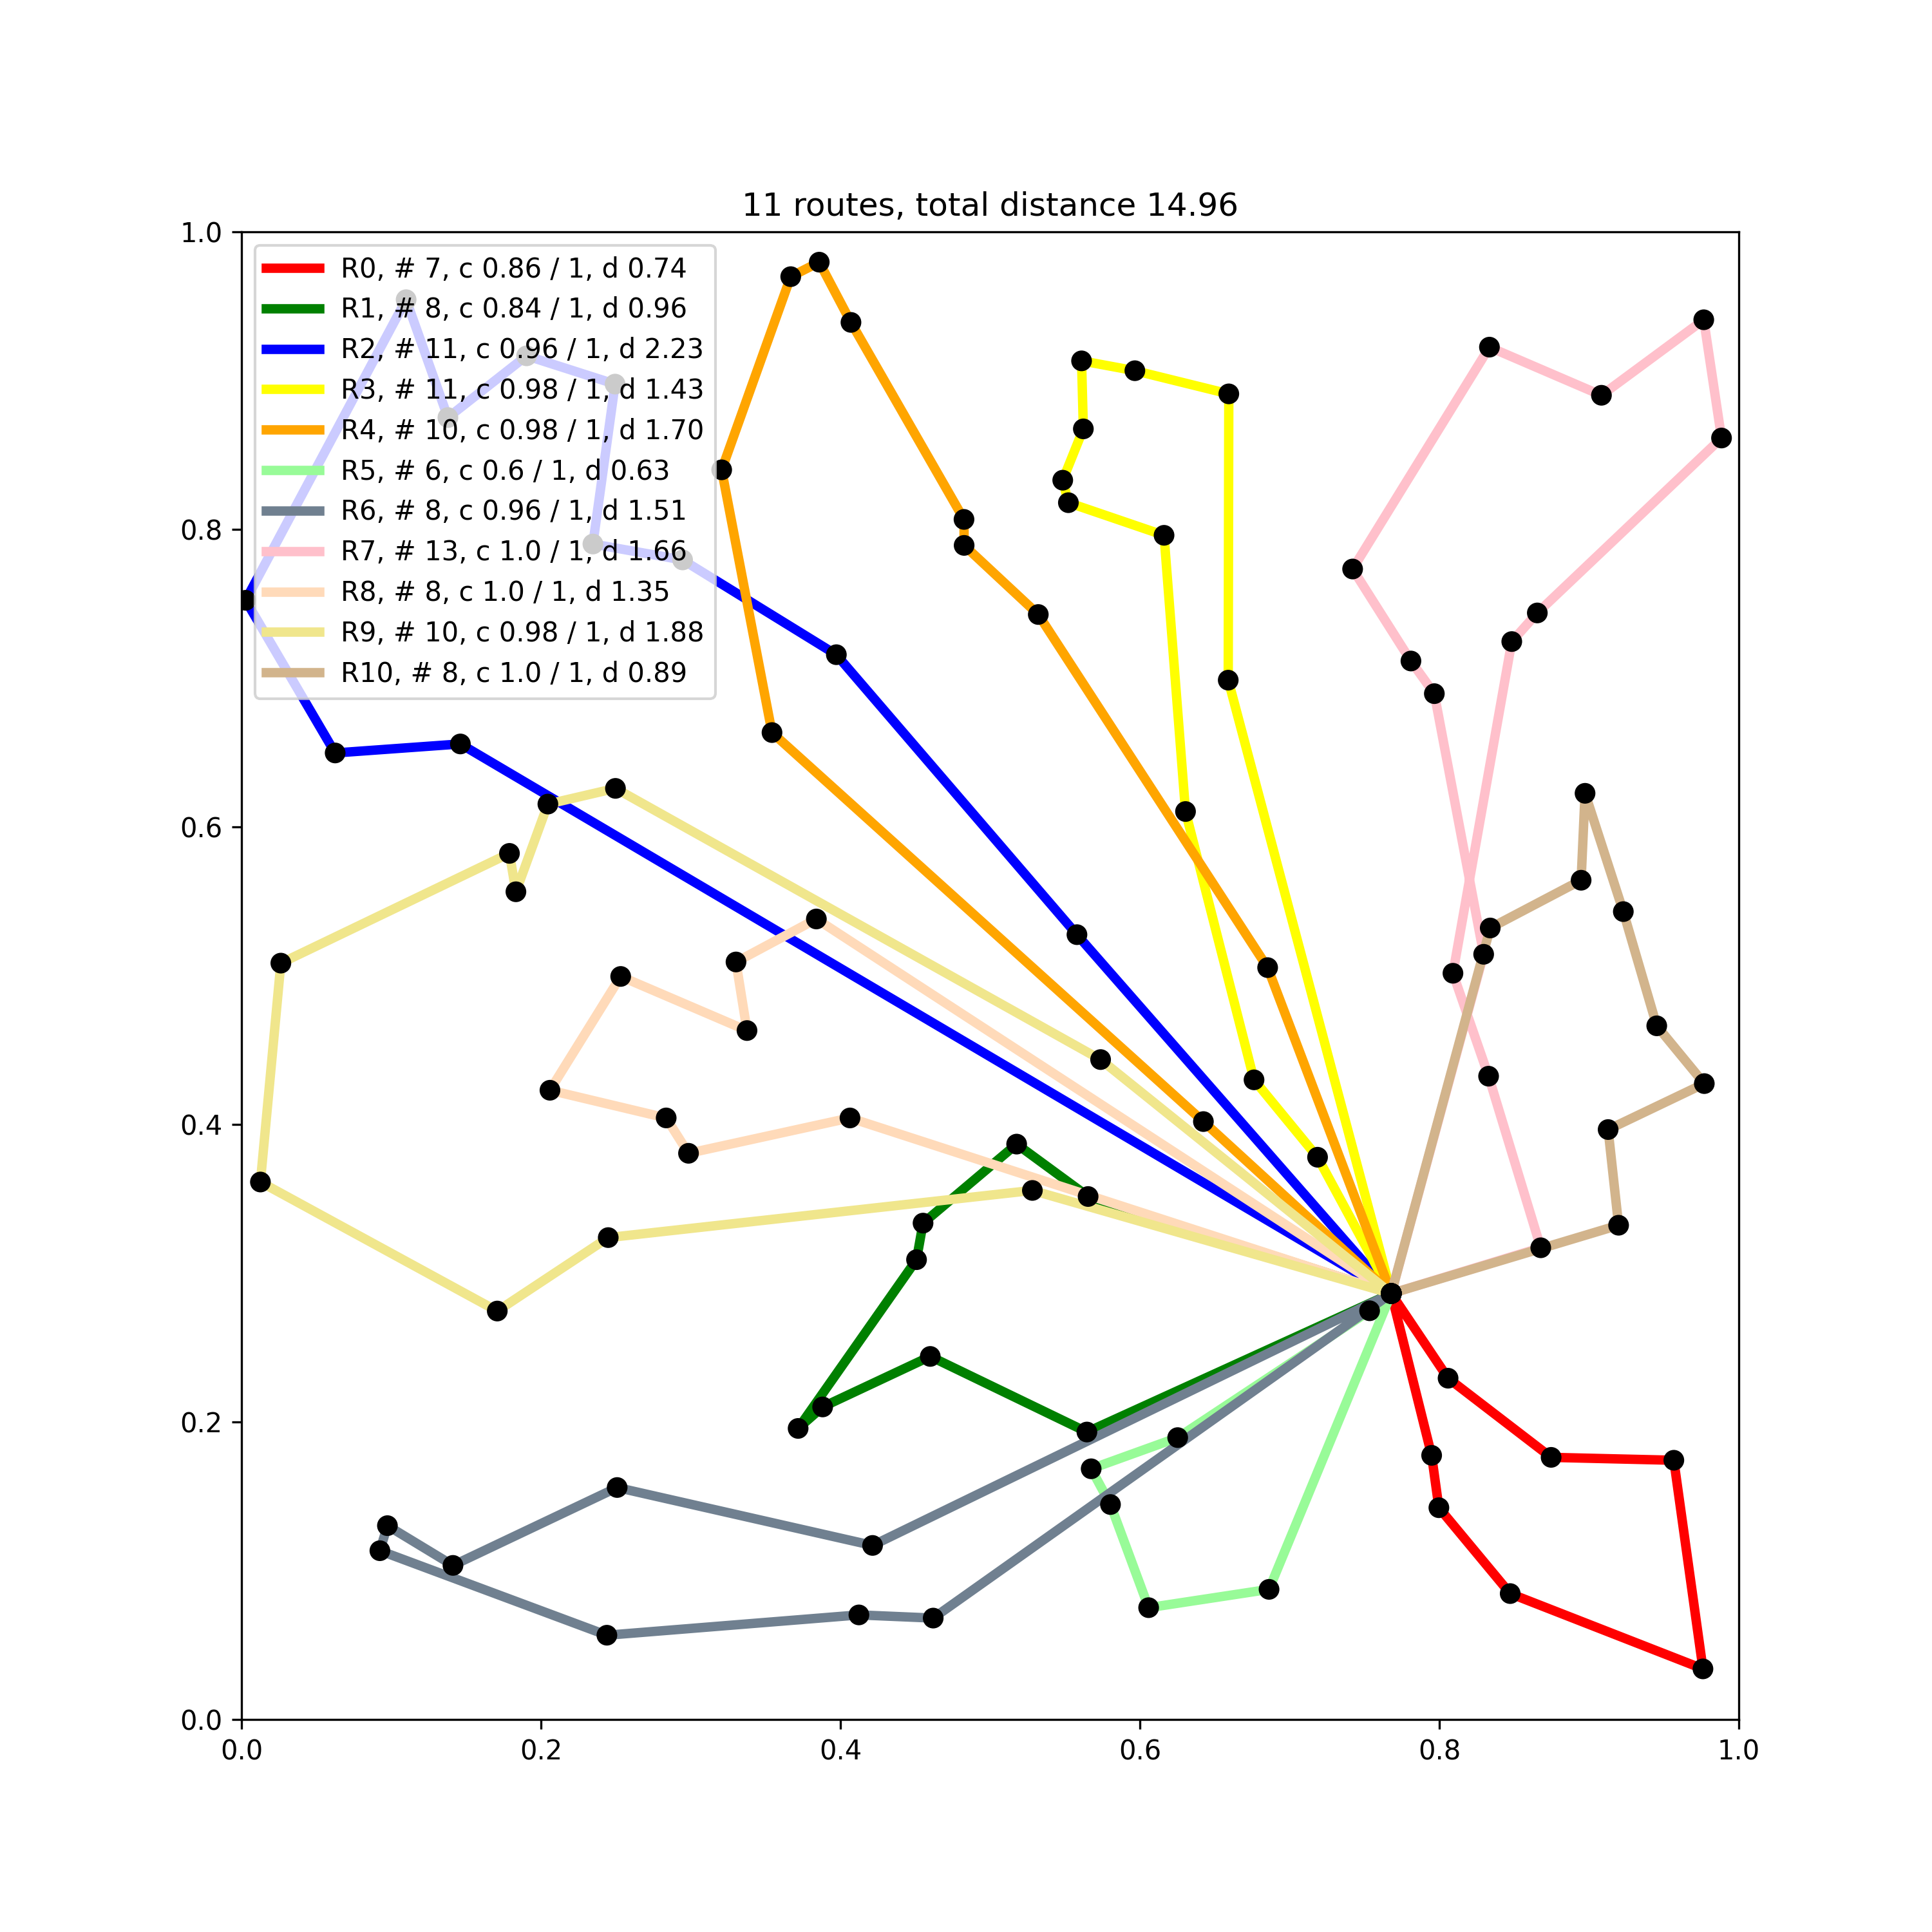 11 routes, total distance 14.96
1.0
0.8
0.6
0.4
0.2
0.0
R0, # 7, c 0.86 / 1, d 0.74
R1, # 8, c 0.84 / 1, d 0.96
R2, # 11, c 0.96 / 1, d 2.23
R3, # 11, c 0.98 / 1, d 1.43
R4, # 10, c 0.98 / 1, d 1.70
R5, # 6, c 0.6 / 1, d 0.63
R6, # 8, c 0.96 / 1, d 1.51
R7, # 13, c 1.0 / 1, d 1.66
R8, # 8, c 1.0 / 1, d 1.35
R9, # 10, c 0.98 / 1, d 1.88
R10, # 8, c 1.0 / 1, d 0.89
0.0 0.2 0.4 0.6 0.8 1.0